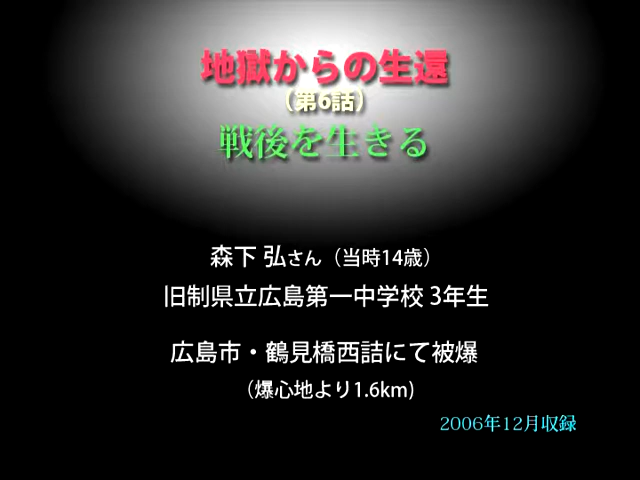 地獄からの生還
（第6話）
戦後を生きる
森下 弘さん（当時14歳）
旧制県立広島第一中学校 3年生
広島市・鶴見橋西詰にて被爆
（爆心地より1.6km)
2006年12月収録